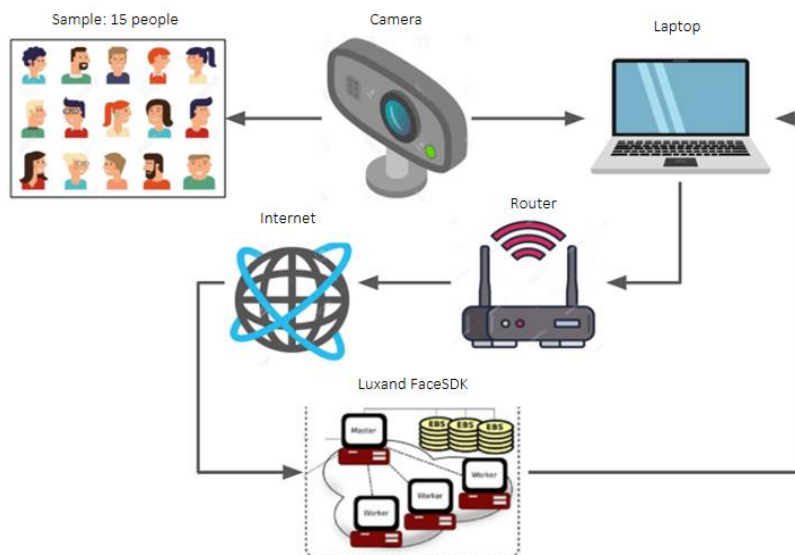 Sample: 15 people
Camera
Laptop
Internet
Router
Luxand FaceSDK
EBS
EBS
EBS
Master
Worker
Worker
Worker